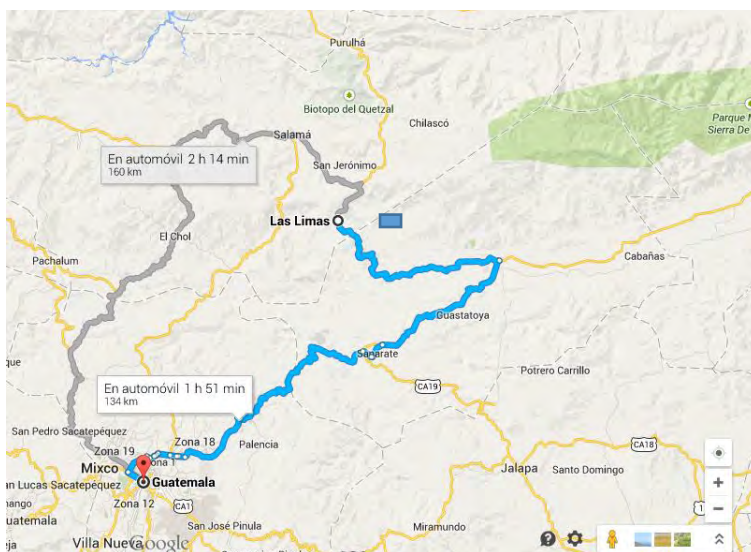 Purulhá
Biotopo del Quetzal
Chilascó
Parque
Sierra De
Salamá
En automóvil 2 h 14 min
160 km
San Jerónimo
Las Limas
El Chol
Cabañas
Pachalum
Guastatoya
Sanarate
Potrero Carrillo
En automóvil 1 h 51 min
134 km
CA19
San Pedro Sacatepéquez
Zona 18
Palencia
Zona 19
CA18
Mixco
Jalapa
Santo Domingo
an Lucas Sacatepéquez
Guatemala
Zona 12
CA1
uatemala
San José Pinula
Miramundo
Villa Nueva
Google